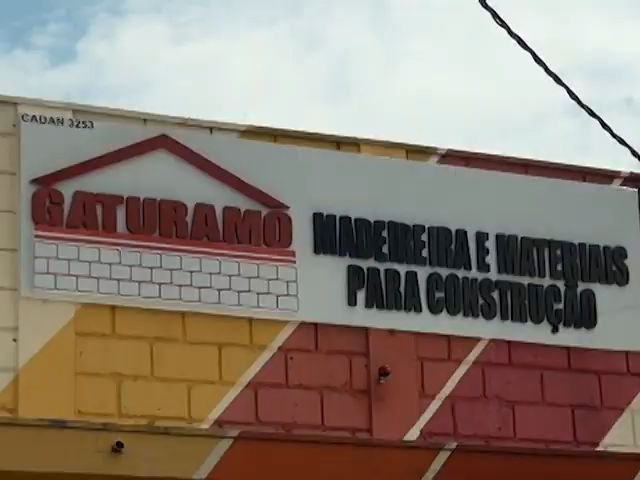 CADAN 3253
GATURAMO
MADEIREIRA E MATERIAIS
PARA CONSTRUÇÃO